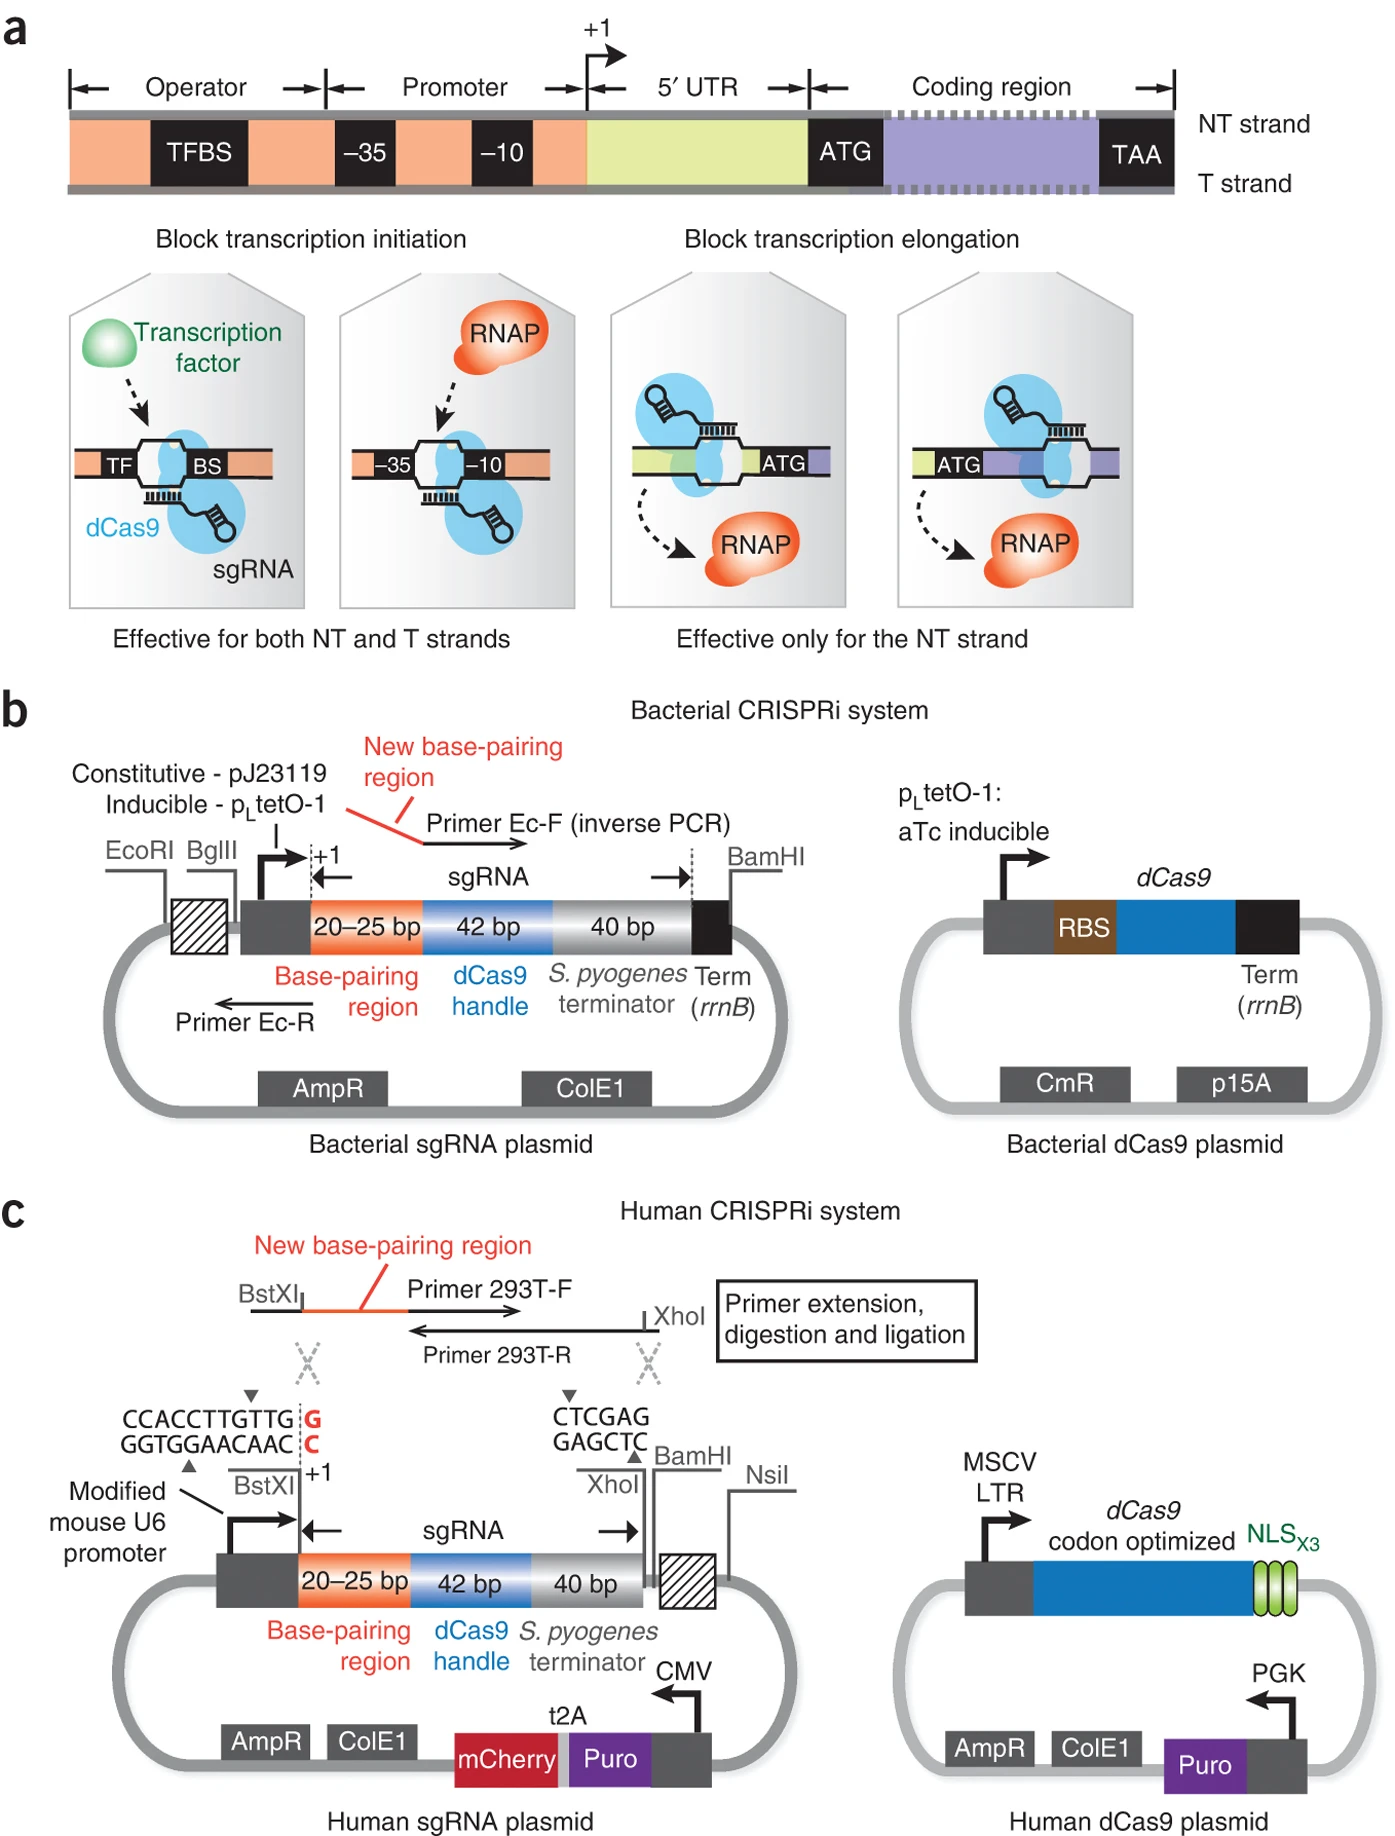 a
+1
Operator
Promoter
5′ UTR
Coding region
TFBS
–35
–10
ATG
TAA
NT strand
T strand
Block transcription initiation
Block transcription elongation
Transcription
factor
TF
BS
dCas9
sgRNA
RNAP
–35
–10
ATG
RNAP
ATG
RNAP
Effective for both NT and T strands
Effective only for the NT strand
b
Bacterial CRISPRi system
New base-pairing
region
Constitutive - pJ23119
Inducible - pLtetO-1
Primer Ec-F (inverse PCR)
EcoRI
BglII
+1
sgRNA
BamHI
20–25 bp
42 bp
40 bp
Base-pairing
region
dCas9
handle
S. pyogenes
terminator
Term
(rrnB)
Primer Ec-R
AmpR
ColE1
Bacterial sgRNA plasmid
pLtetO-1:
aTc inducible
dCas9
RBS
Term
(rrnB)
CmR
p15A
Bacterial dCas9 plasmid
c
Human CRISPRi system
New base-pairing region
BstXI
Primer 293T-F
XhoI
Primer 293T-R
Primer extension,
digestion and ligation
CCACCTTGTTG G
GGTGGAACAAC C
CTCGAG
GAGCTC
BstXI
+1
XhoI
BamHI
NsiI
Modified
mouse U6
promoter
sgRNA
20–25 bp
42 bp
40 bp
Base-pairing
region
dCas9
handle
S. pyogenes
terminator
CMV
t2A
AmpR
ColE1
mCherry
Puro
Human sgRNA plasmid
MSCV
LTR
dCas9
codon optimized
NLSX3
PGK
AmpR
ColE1
Puro
Human dCas9 plasmid